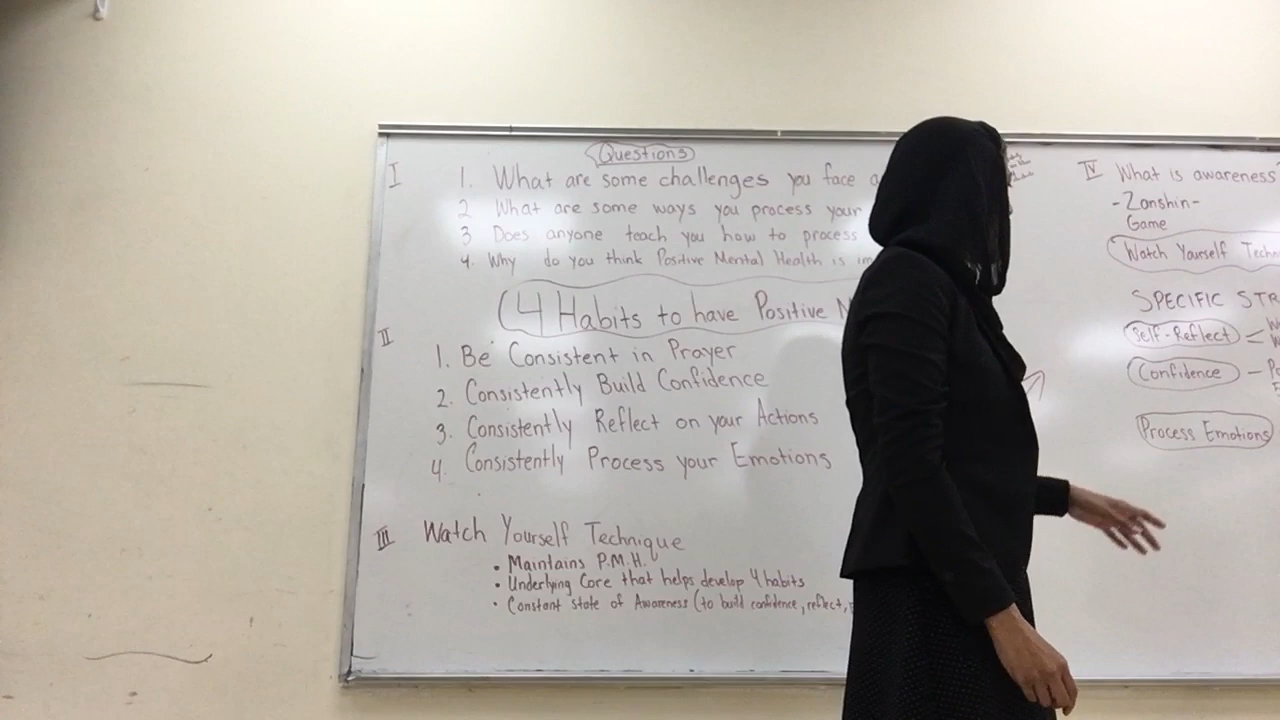 Questions
I
1. What are some challenges you face
2 What are some ways you process your
3 Does anyone teach you how to process
4. Why do you think Positive Mental Health is
4 Habits to have Positive
II
1. Be Consistent in Prayer
2. Consistently Build Confidence
3. Consistently Reflect on your Actions
4. Consistently Process your Emotions
III Watch Yourself Technique
• Maintains P.M.H.
• Underlying Core that helps develop 4 habits
• Constant State of Awareness (to build confidence, reflect,
IV What is awareness
-Zanshin-
Game
Watch Yourself
SPECIFIC
Self-Reflect <
Confidence -
Process Emotions